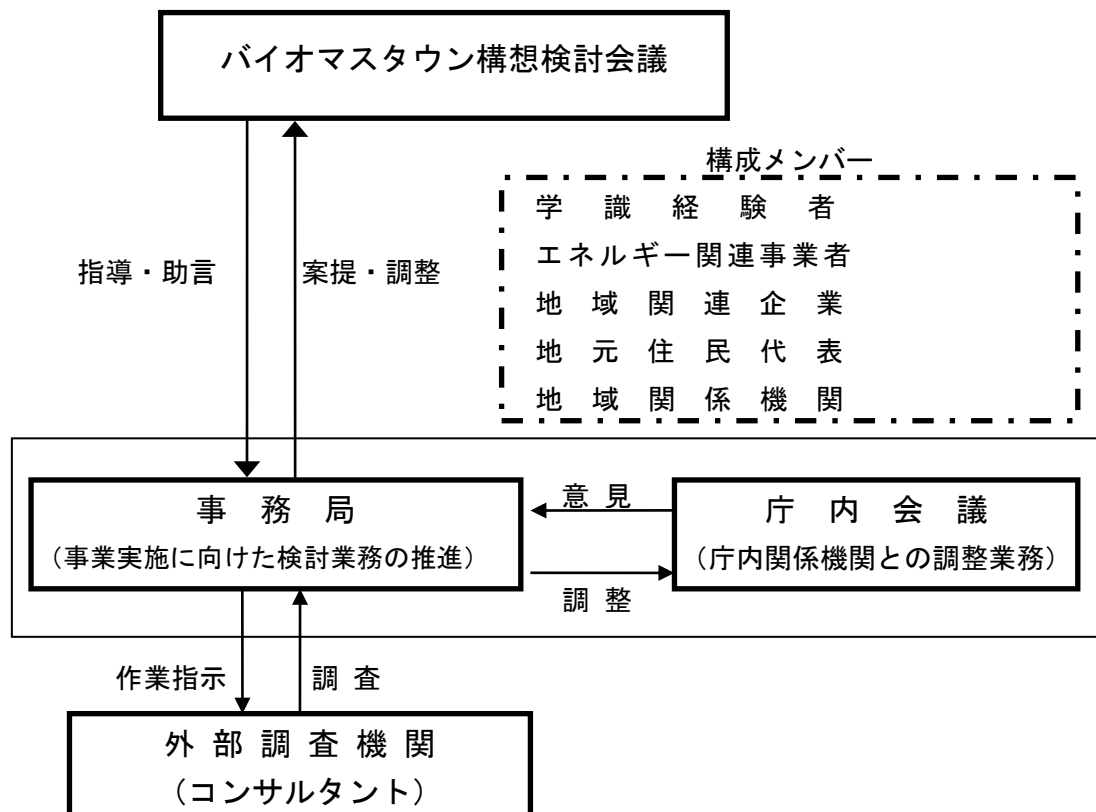 バイオマスタウン構想検討会議
構成メンバー
学識経験者
エネルギー関連事業者
地域関連企業
地元住民代表
地域関係機関
指導・助言
案提・調整
事務局
（事業実施に向けた検討業務の推進）
意見
調整
庁内会議
（庁内関係機関との調整業務）
作業指示
調査
外部調査機関
（コンサルタント）